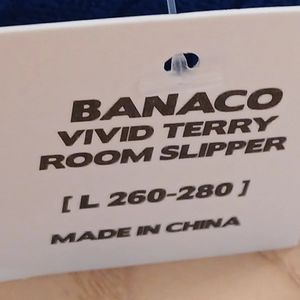 BANACO
VIVID TERRY
ROOM SLIPPER
[ L 260-280 ]
MADE IN CHINA